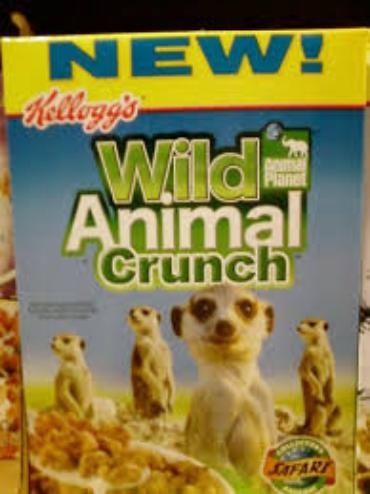 NEW!
Kellogg's
Wild
Animal
Planet
Animal
Crunch
SAFARI